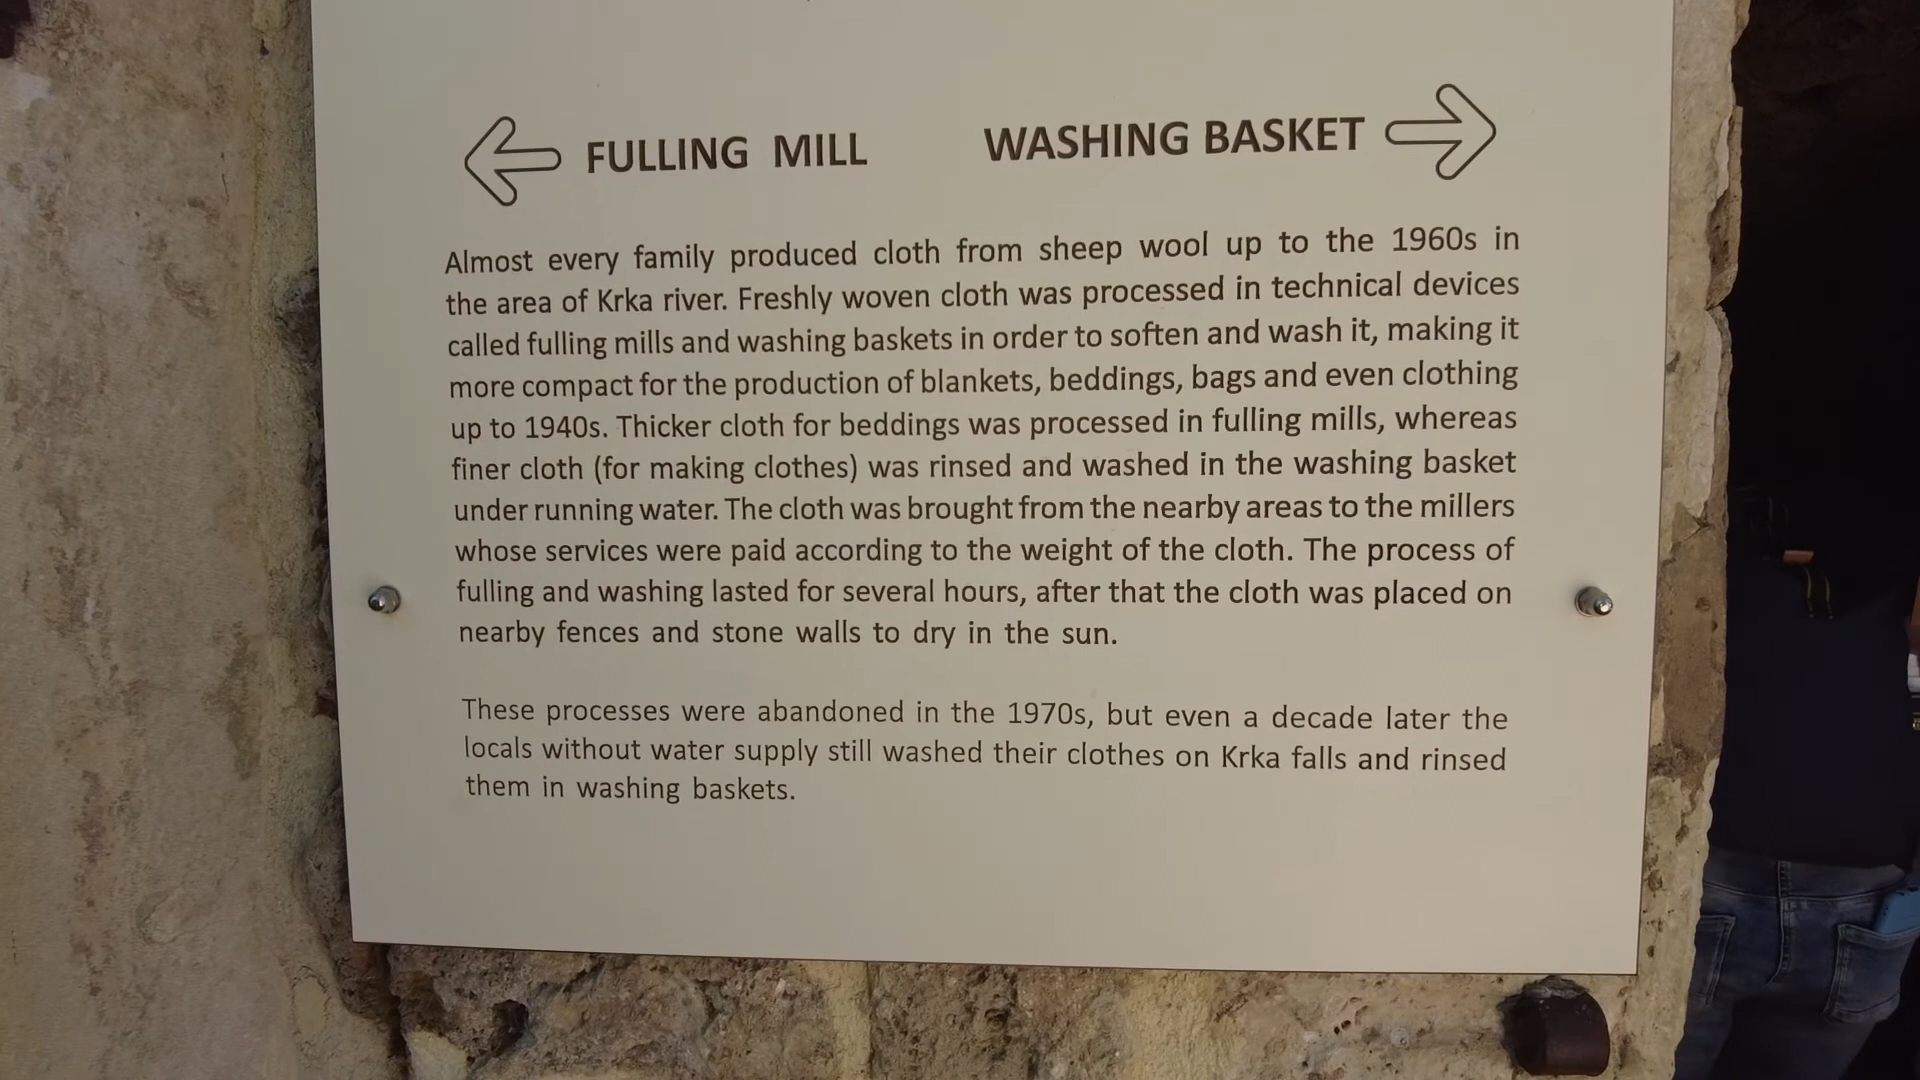 FULLING MILL WASHING BASKET
Almost every family produced cloth from sheep wool up to the 1960s in
the area of Krka river. Freshly woven cloth was processed in technical devices
called fulling mills and washing baskets in order to soften and wash it, making it
more compact for the production of blankets, beddings, bags and even clothing
up to 1940s. Thicker cloth for beddings was processed in fulling mills, whereas
finer cloth (for making clothes) was rinsed and washed in the washing basket
under running water. The cloth was brought from the nearby areas to the millers
whose services were paid according to the weight of the cloth. The process of
fulling and washing lasted for several hours, after that the cloth was placed on
nearby fences and stone walls to dry in the sun.
These processes were abandoned in the 1970s, but even a decade later the
locals without water supply still washed their clothes on Krka falls and rinsed
them in washing baskets.